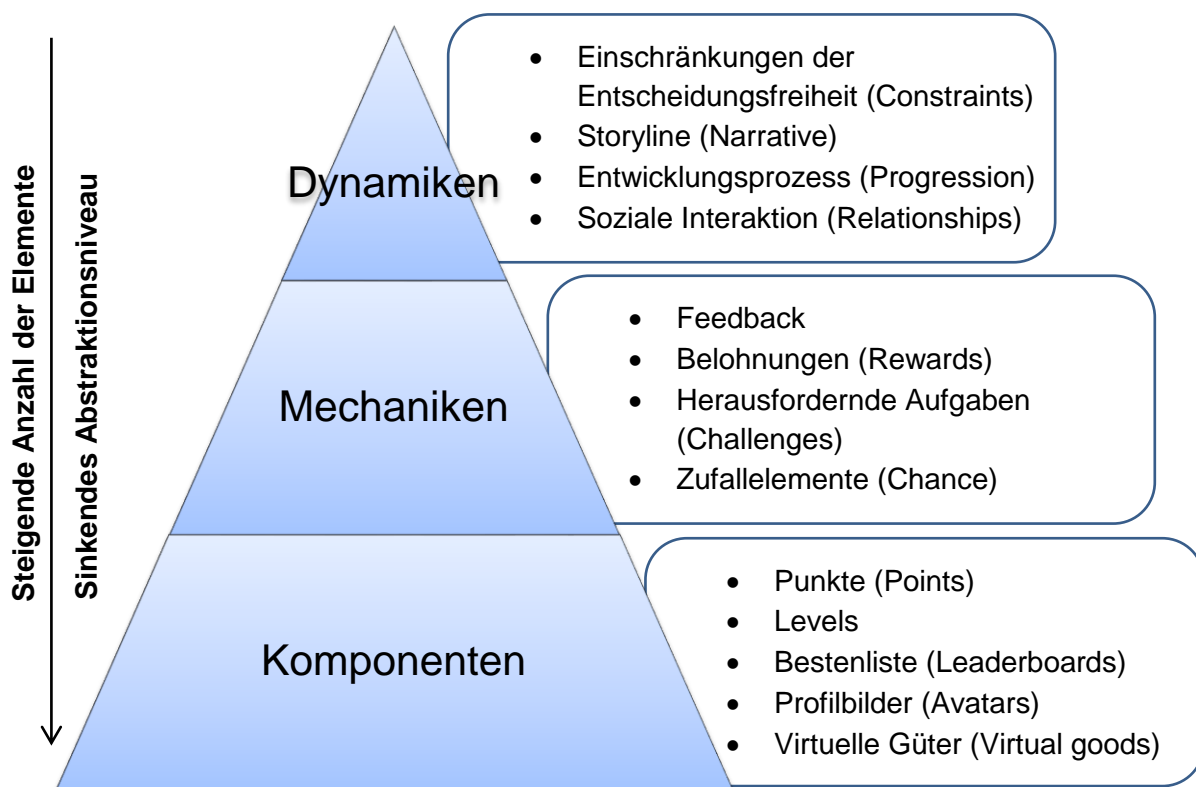 Steigende Anzahl der Elemente
Sinkendes Abstraktionsniveau
Dynamiken
• Einschränkungen der
Entscheidungsfreiheit (Constraints)
• Storyline (Narrative)
• Entwicklungsprozess (Progression)
• Soziale Interaktion (Relationships)
Mechaniken
• Feedback
• Belohnungen (Rewards)
• Herausfordernde Aufgaben
(Challenges)
• Zufallelemente (Chance)
Komponenten
• Punkte (Points)
• Levels
• Bestenliste (Leaderboards)
• Profilbilder (Avatars)
• Virtuelle Güter (Virtual goods)